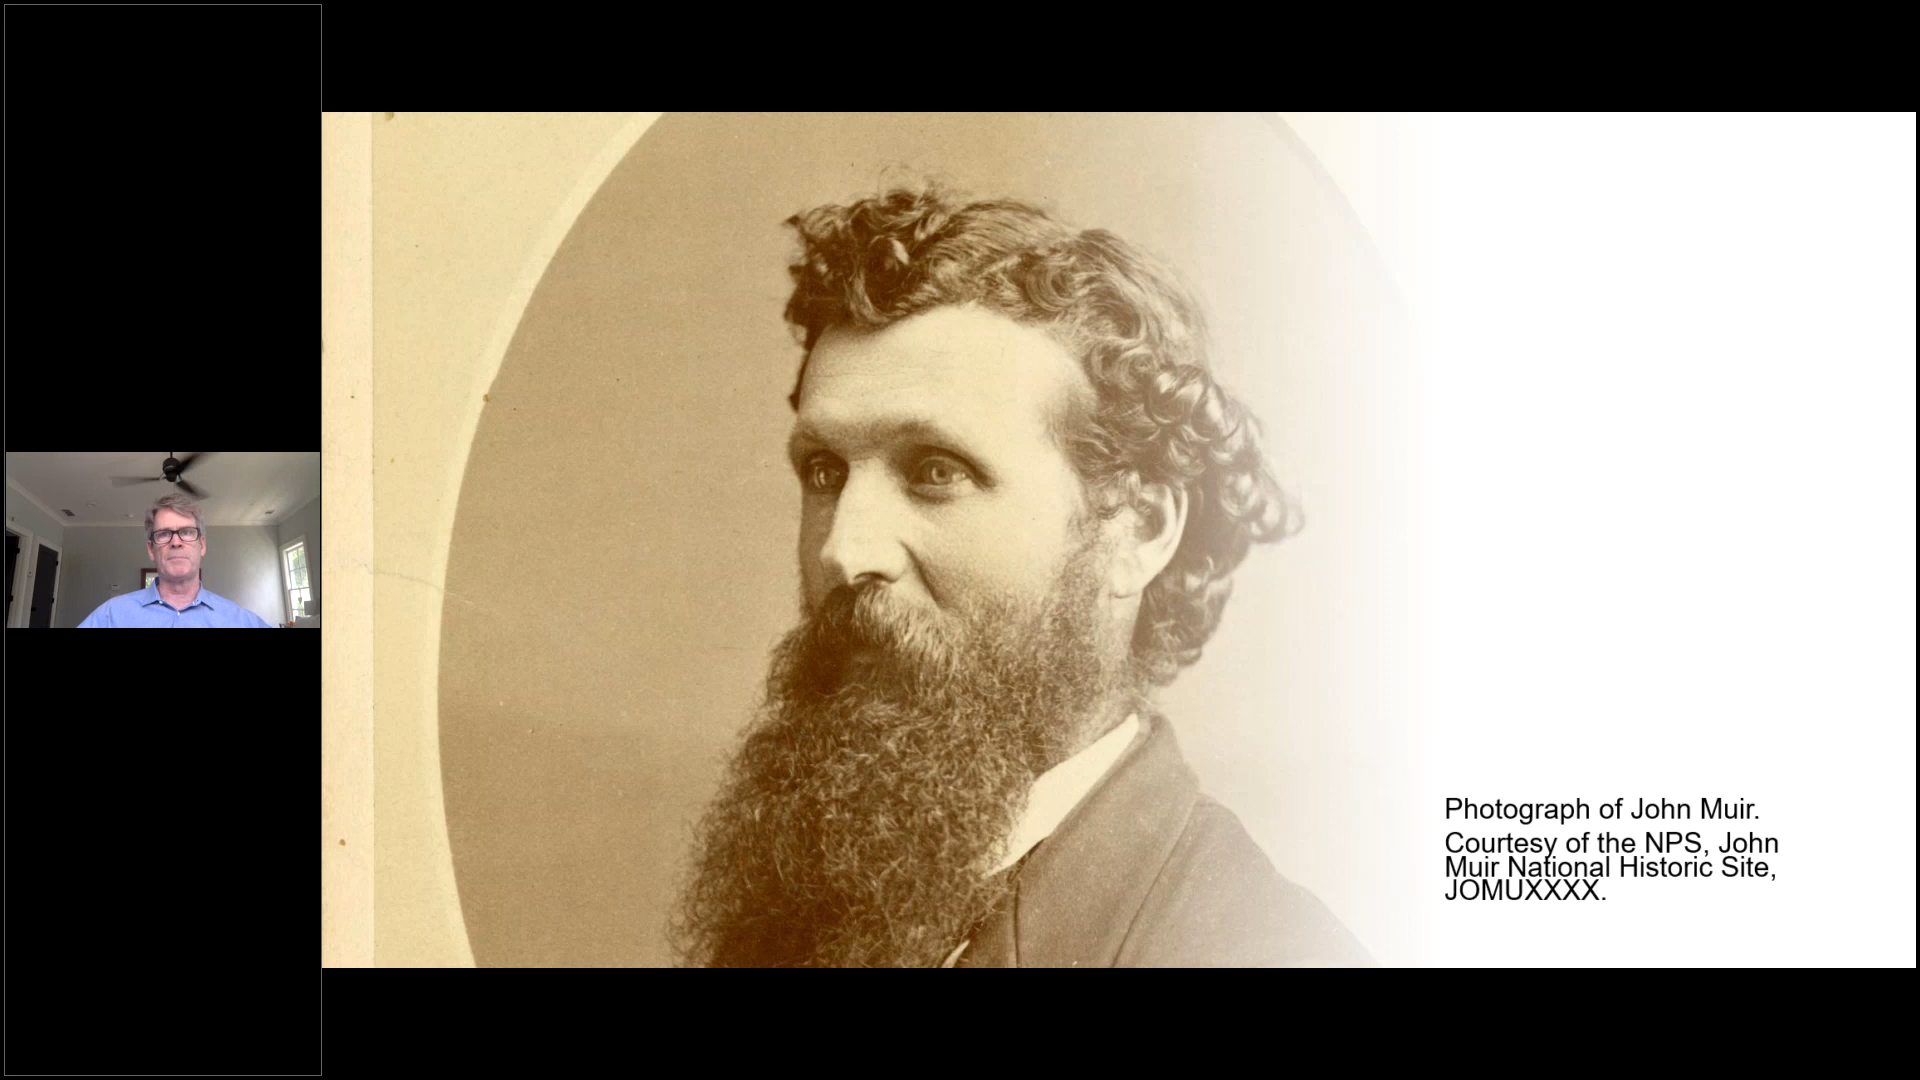 Photograph of John Muir.
Courtesy of the NPS, John
Muir National Historic Site,
JOMUXXXX.